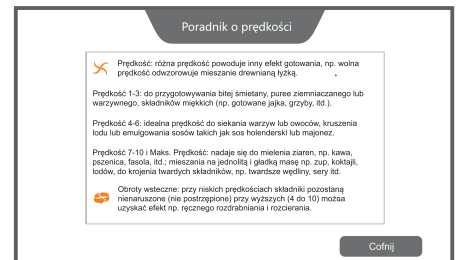 Poradnik o prędkości
Prędkość: różna prędkość powoduje inny efekt gotowania, np. wolna
prędkość odwzorowuje mieszanie drewnianą łyżką.
Prędkość 1-3: do przygotowywania bitej śmietany, puree ziemniaczanego lub
warzywnego, składników miękkich (np. gotowane jajka, grzyby, itd.).
Prędkość 4-6: idealna prędkość do siekania warzyw lub owoców, kruszenia
lodu lub emulgowania sosów takich jak sos holenderski lub majonez.
Prędkość 7-10 i Maks. Prędkość: nadaje się do mielenia ziaren, np. kawa,
pszenica, fasola, itd.; mieszania na jednolitą i gładką masę np. zup, koktajli,
lodów, do krojenia twardych składników, np. twardsze wędliny, sery itd.
Obroty wsteczne: przy niskich prędkościach składniki pozostaną
nienaruszone (nie postrzępione) przy wyższych (4 do 10) można
uzyskać efekt np. ręcznego rozdrabniania i rozcierania.
Cofnij